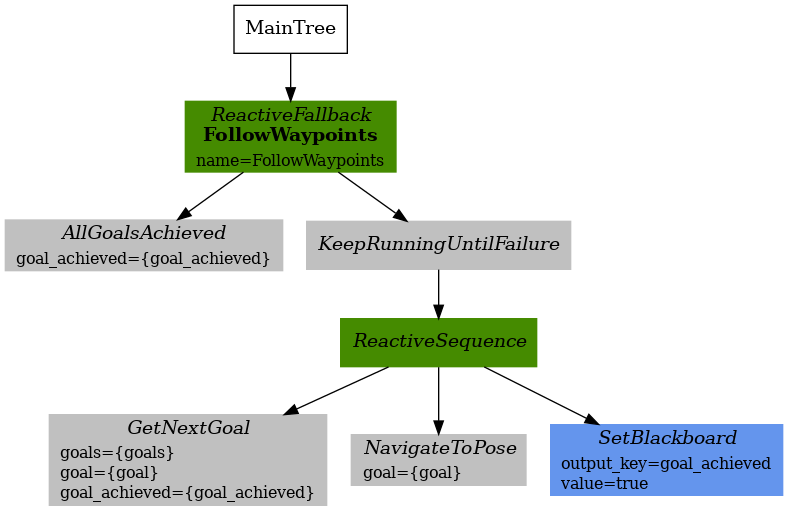 MainTree
ReactiveFallback
FollowWaypoints
name=FollowWaypoints
AllGoalsAchieved
goal_achieved={goal_achieved}
KeepRunningUntilFailure
ReactiveSequence
GetNextGoal
goals={goals}
goal={goal}
goal_achieved={goal_achieved}
NavigateToPose
goal={goal}
SetBlackboard
output_key=goal_achieved
value=true